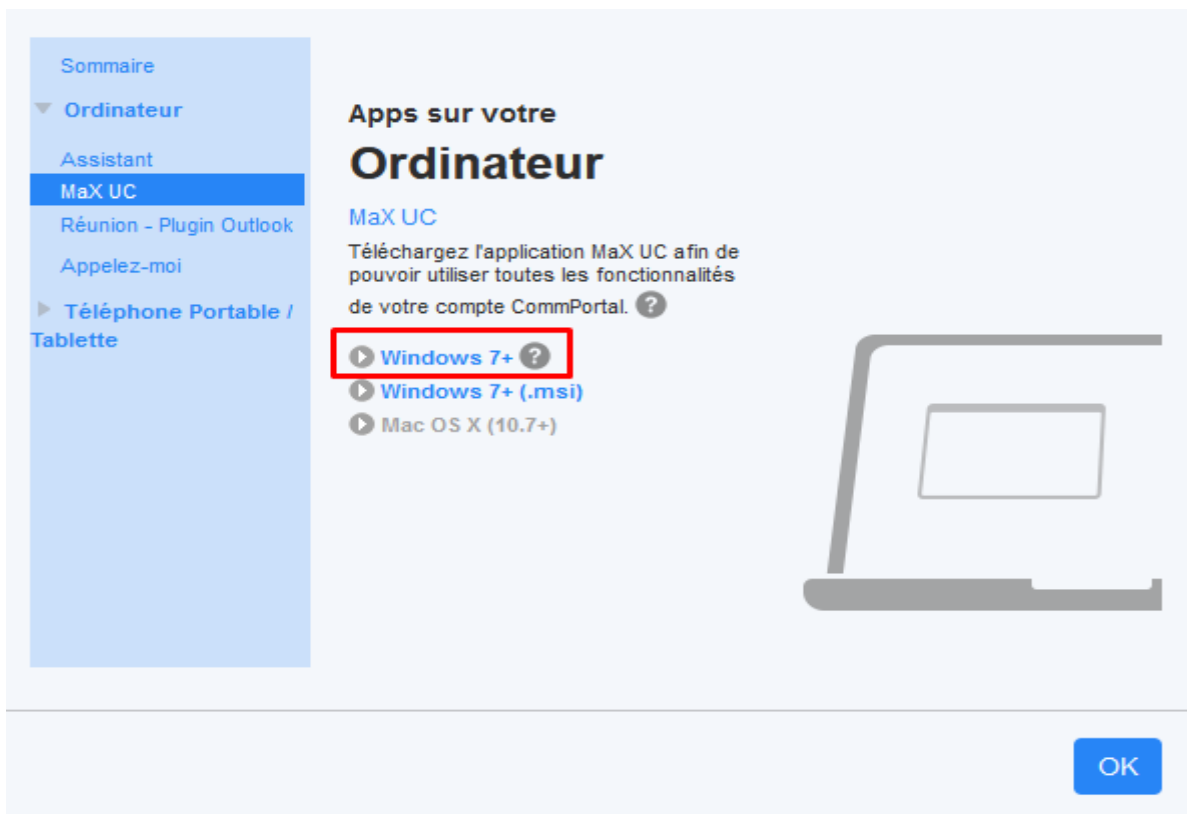 Sommaire
Ordinateur
Assistant
MaX UC
Réunion - Plugin Outlook
Appelez-moi
Téléphone Portable /
Tablette
Apps sur votre
Ordinateur
MaX UC
Téléchargez l'application MaX UC afin de
pouvoir utiliser toutes les fonctionnalités
de votre compte CommPortal. ?
Windows 7+ ?
Windows 7+ (.msi)
Mac OS X (10.7+)
OK